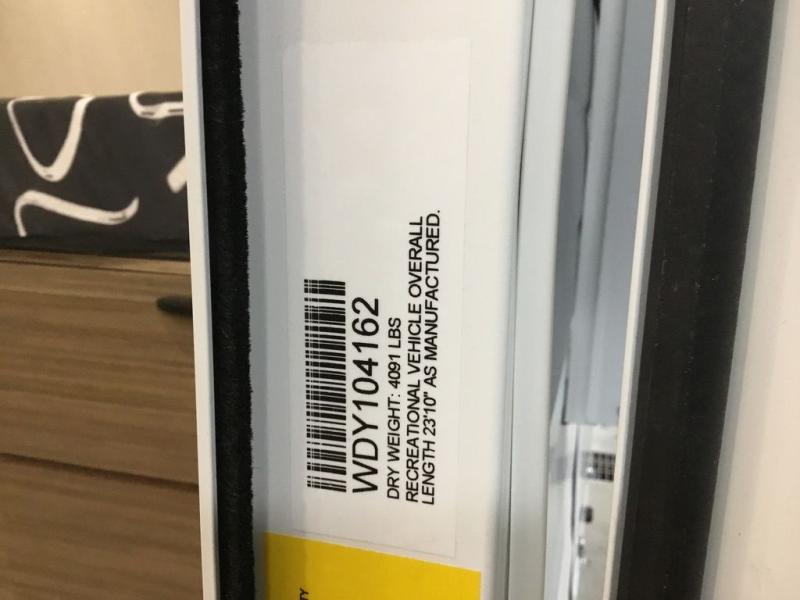 WDY104162
DRY WEIGHT: 4091 LBS
RECREATIONAL VEHICLE OVERALL
LENGTH 23'10" AS MANUFACTURED.